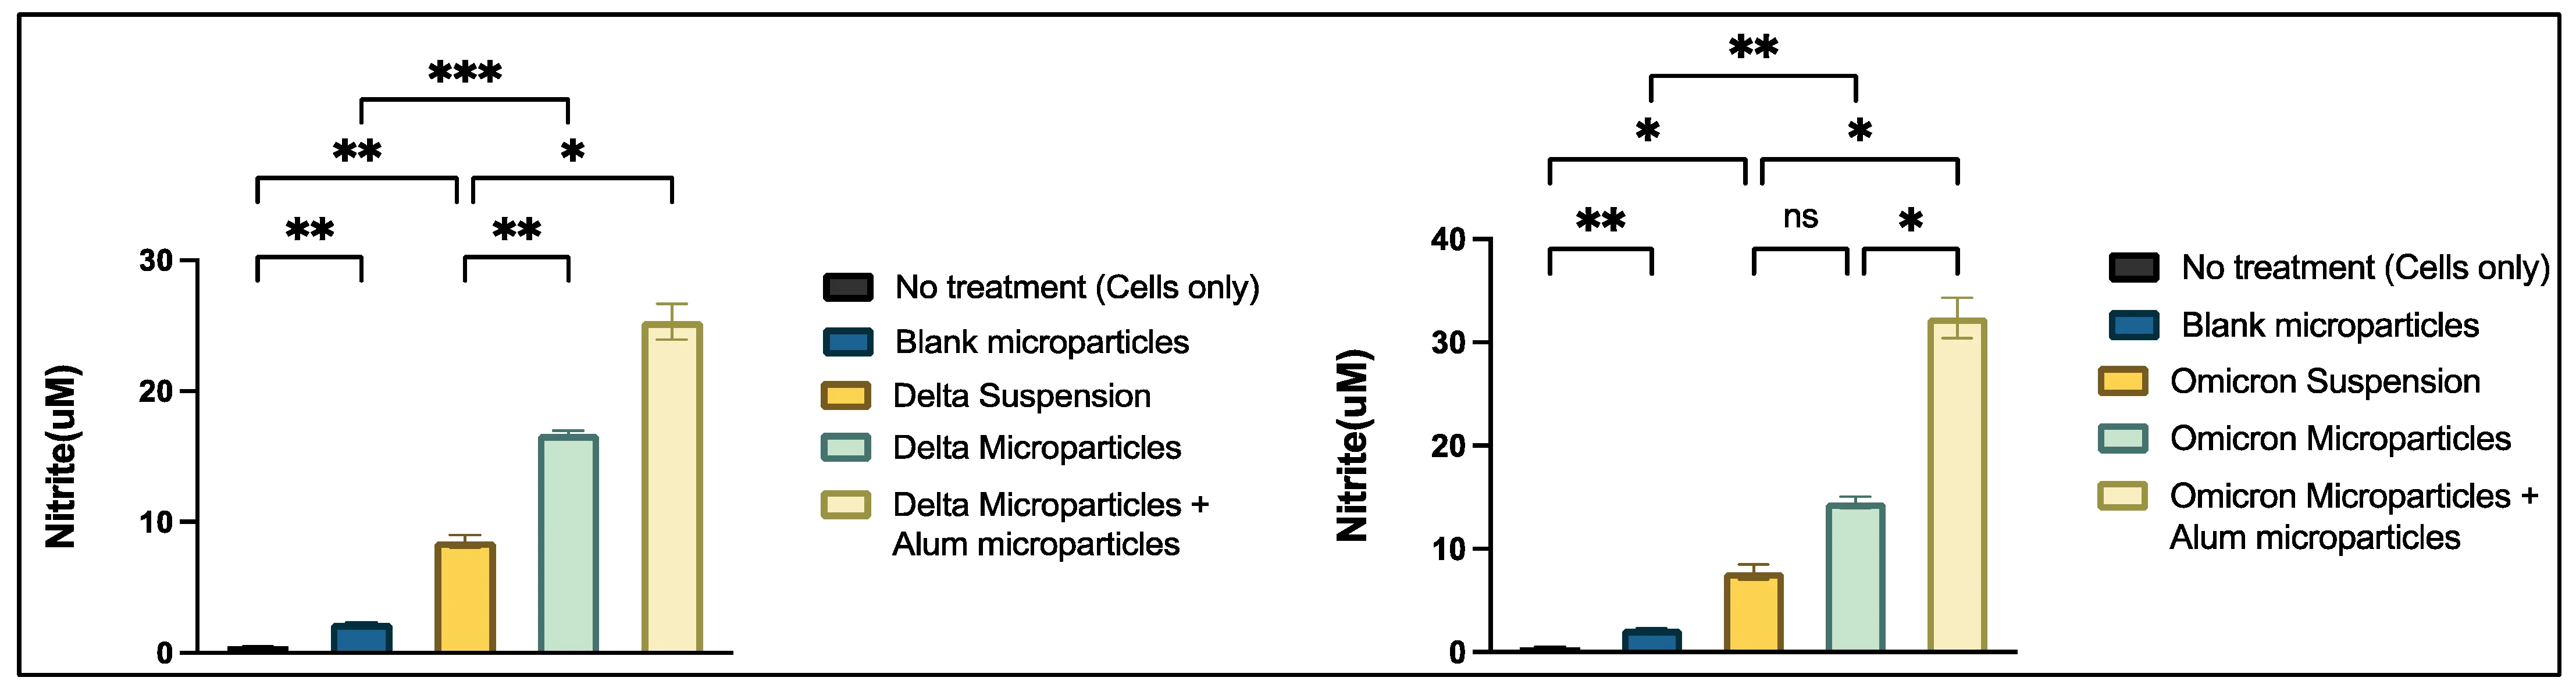 ***
** *
** **
30
20
10
0
Nitrite(uM)
No treatment (Cells only)
Blank microparticles
Delta Suspension
Delta Microparticles
Delta Microparticles +
Alum microparticles
**
* *
** ns *
40
30
20
10
0
Nitrite(uM)
No treatment (Cells only)
Blank microparticles
Omicron Suspension
Omicron Microparticles
Omicron Microparticles +
Alum microparticles